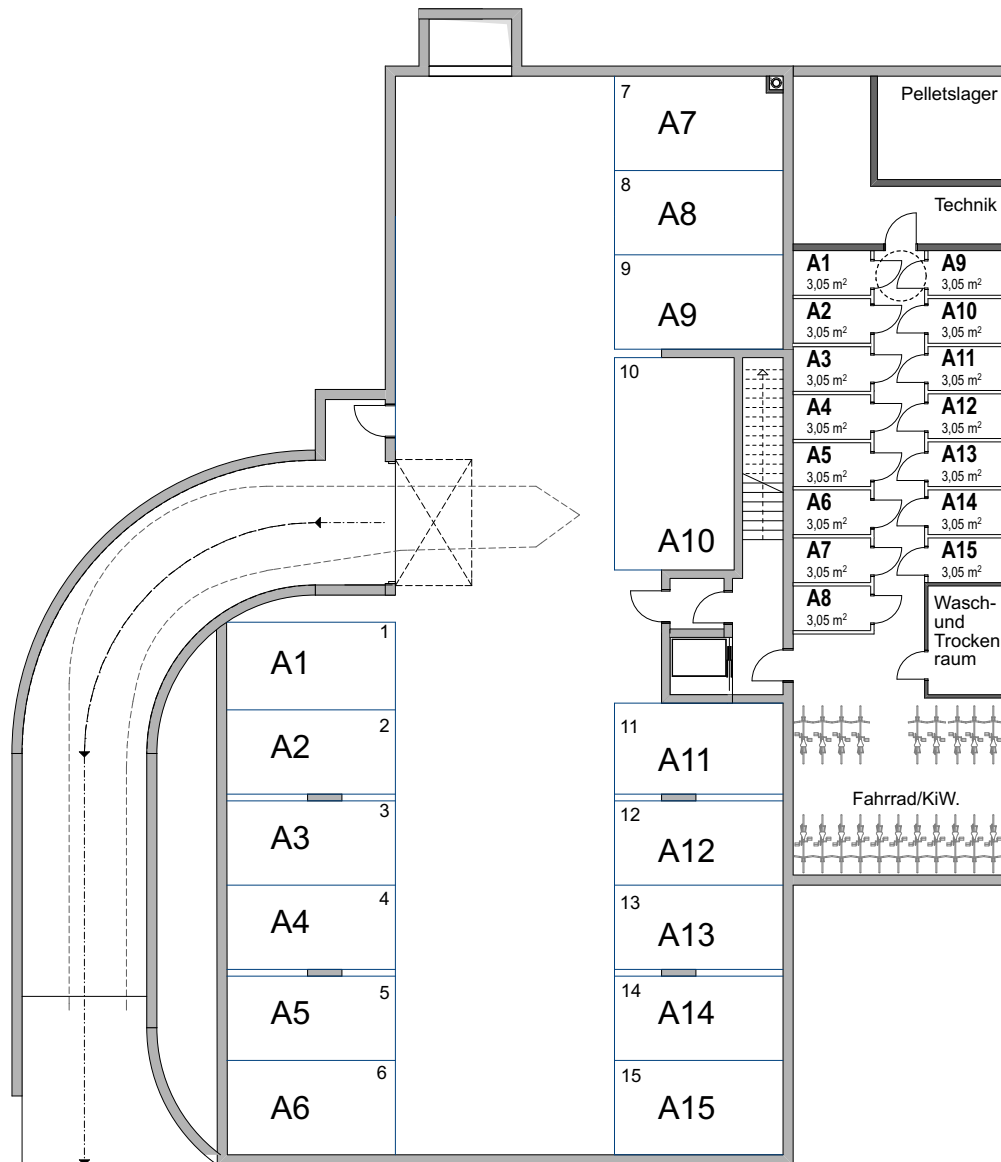 7
A7
8
A8
9
A9
10
A10
1
A1
2
A2
3
A3
4
A4
5
A5
6
A6
11
A11
12
A12
13
A13
14
A14
15
A15
Pelletslager
Technik
A1
3,05 m²
A2
3,05 m²
A3
3,05 m²
A4
3,05 m²
A5
3,05 m²
A6
3,05 m²
A7
3,05 m²
A8
3,05 m²
A9
3,05 m²
A10
3,05 m²
A11
3,05 m²
A12
3,05 m²
A13
3,05 m²
A14
3,05 m²
A15
3,05 m²
Wasch-
und
Trocken
raum
Fahrrad/KiW.